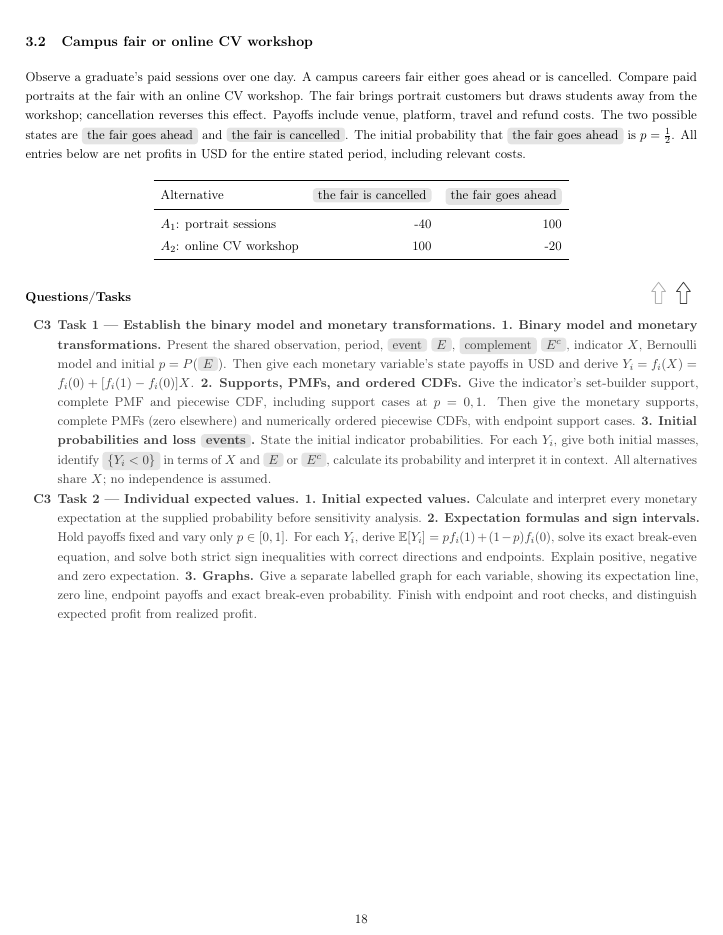 3.2 Campus fair or online CV workshop
Observe a graduate's paid sessions over one day. A campus careers fair either goes ahead or is cancelled. Compare paid
portraits at the fair with an online CV workshop. The fair brings portrait customers but draws students away from the
workshop; cancellation reverses this effect. Payoffs include venue, platform, travel and refund costs. The two possible
states are the fair goes ahead and the fair is cancelled. The initial probability that the fair goes ahead is p = 1/2. All
entries below are net profits in USD for the entire stated period, including relevant costs.
Alternative the fair is cancelled the fair goes ahead
A₁: portrait sessions -40 100
A₂: online CV workshop 100 -20
Questions/Tasks
C3 Task 1 — Establish the binary model and monetary transformations. 1. Binary model and monetary
transformations. Present the shared observation, period, event E, complement Eᶜ, indicator X, Bernoulli
model and initial p = P(E). Then give each monetary variable's state payoffs in USD and derive Yᵢ = fᵢ(X) =
fᵢ(0) + [fᵢ(1) − fᵢ(0)]X. 2. Supports, PMFs, and ordered CDFs. Give the indicator's set-builder support,
complete PMF and piecewise CDF, including support cases at p = 0, 1. Then give the monetary supports,
complete PMFs (zero elsewhere) and numerically ordered piecewise CDFs, with endpoint support cases. 3. Initial
probabilities and loss events. State the initial indicator probabilities. For each Yᵢ, give both initial masses,
identify {Yᵢ < 0} in terms of X and E or Eᶜ, calculate its probability and interpret it in context. All alternatives
share X; no independence is assumed.
C3 Task 2 — Individual expected values. 1. Initial expected values. Calculate and interpret every monetary
expectation at the supplied probability before sensitivity analysis. 2. Expectation formulas and sign intervals.
Hold payoffs fixed and vary only p ∈ [0, 1]. For each Yᵢ, derive 𝔼[Yᵢ] = pfᵢ(1)+(1−p)fᵢ(0), solve its exact break-even
equation, and solve both strict sign inequalities with correct directions and endpoints. Explain positive, negative
and zero expectation. 3. Graphs. Give a separate labelled graph for each variable, showing its expectation line,
zero line, endpoint payoffs and exact break-even probability. Finish with endpoint and root checks, and distinguish
expected profit from realized profit.
18